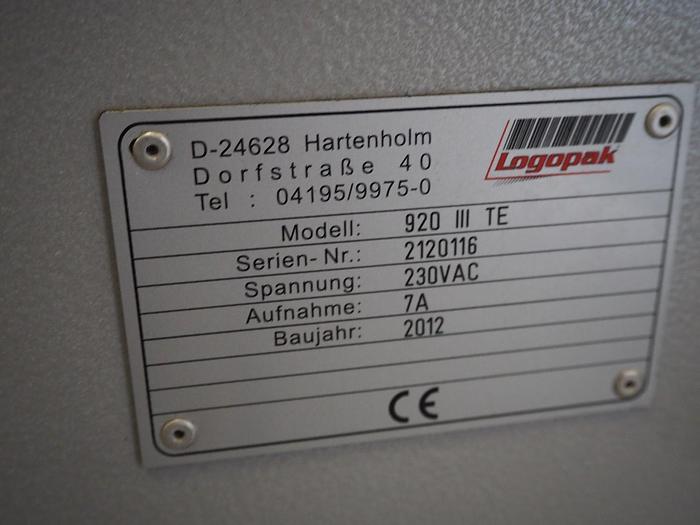 D-24628 Hartenholm
Dorfstraße 40
Tel : 04195/9975-0
Logopak
Modell: 920 III TE
Serien-Nr.: 2120116
Spannung: 230VAC
Aufnahme: 7A
Baujahr: 2012
CE